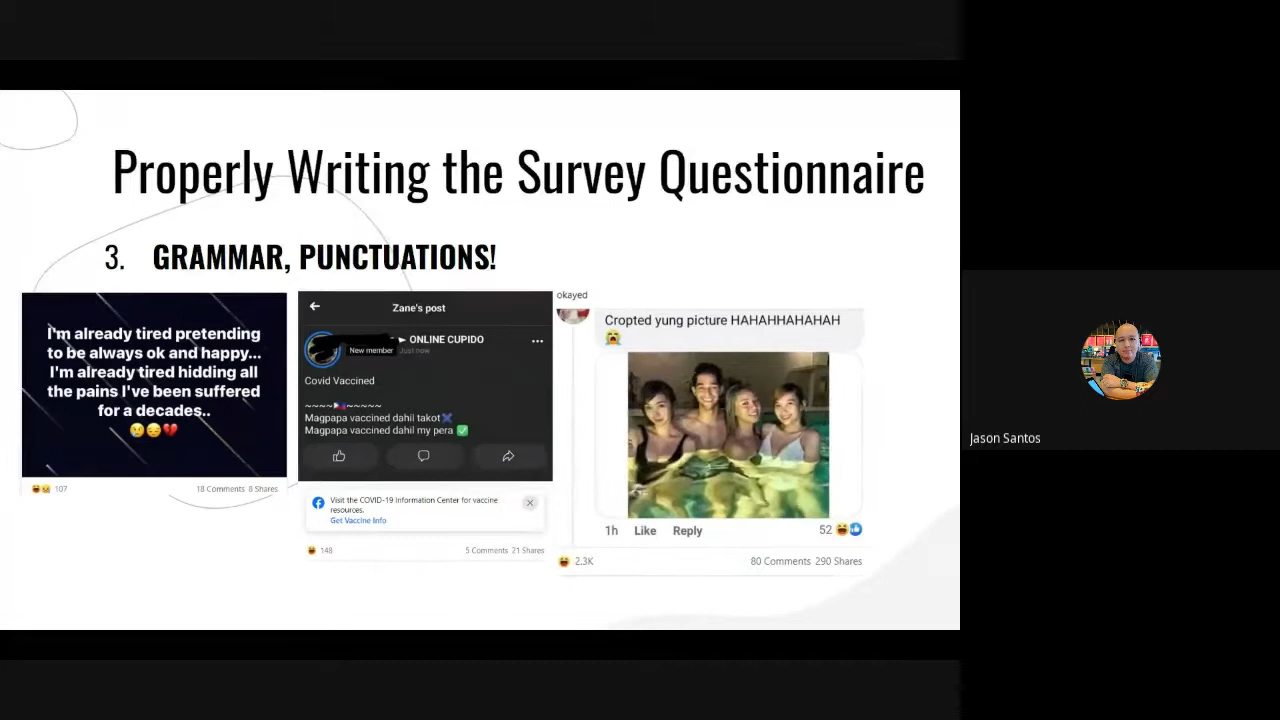 Properly Writing the Survey Questionnaire
3. GRAMMAR, PUNCTUATIONS!
I'm already tired pretending
to be always ok and happy...
I'm already tired hidding all
the pains I've been suffered
for a decades..
107
18 Comments 8 Shares
Zane's post
ONLINE CUPIDO
New member
Just now
Covid Vaccined
~~~~🇵🇭~~~~~
Magpapa vaccined dahil takot❌
Magpapa vaccined dahil my pera ✅
Visit the COVID-19 Information Center for vaccine
resources.
Get Vaccine Info
148
5 Comments 21 Shares
okayed
Cropted yung picture HAHAHHAHAHAH
😭
1h Like Reply
52
2.3K
80 Comments 290 Shares
Jason Santos